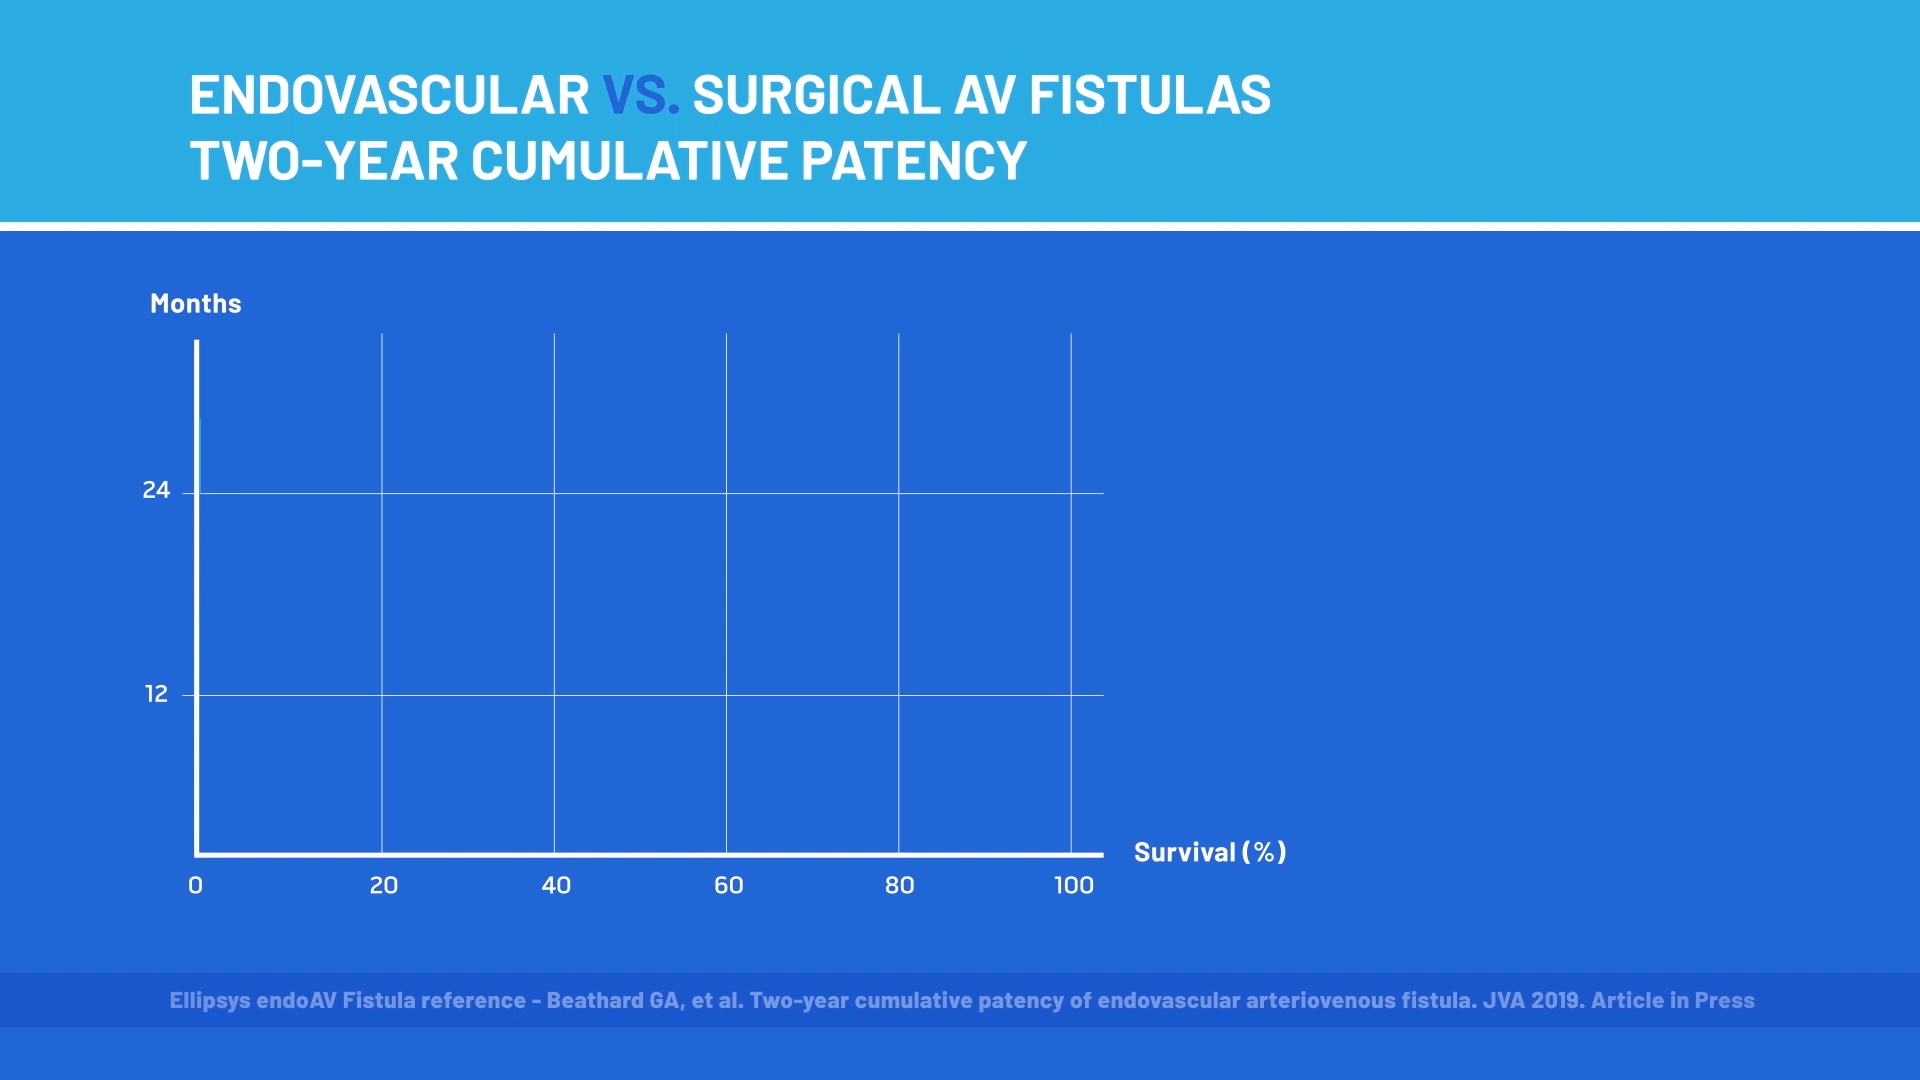 ENDOVASCULAR VS. SURGICAL AV FISTULAS
TWO-YEAR CUMULATIVE PATENCY
Months
24
12
Survival (%)
0 20 40 60 80 100
Ellipsys endoAV Fistula reference - Beathard GA, et al. Two-year cumulative patency of endovascular arteriovenous fistula. JVA 2019. Article in Press